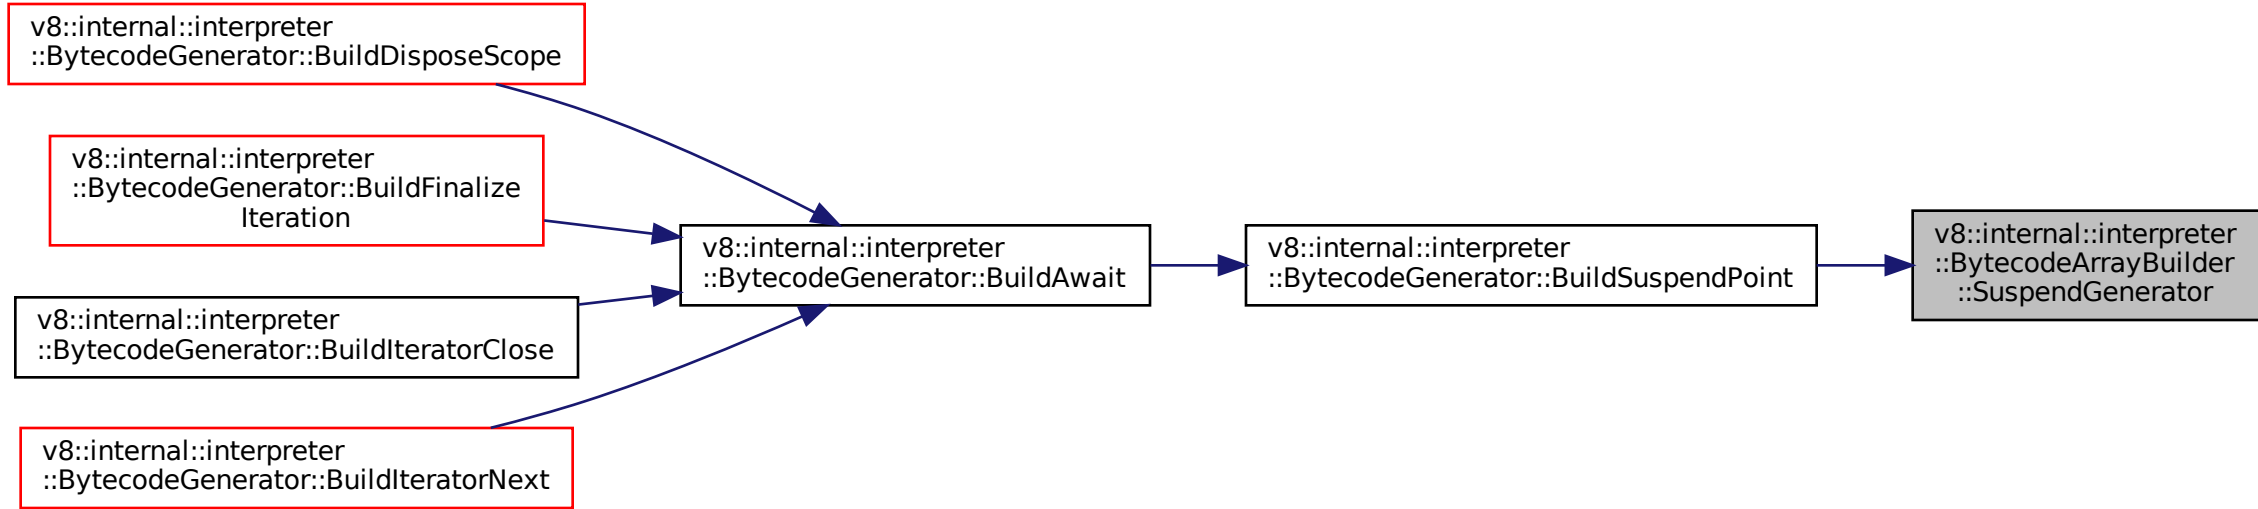 v8::internal::interpreter
::BytecodeGenerator::BuildDisposeScope
v8::internal::interpreter
::BytecodeGenerator::BuildFinalize
Iteration
v8::internal::interpreter
::BytecodeGenerator::BuildIteratorClose
v8::internal::interpreter
::BytecodeGenerator::BuildIteratorNext
v8::internal::interpreter
::BytecodeGenerator::BuildAwait
v8::internal::interpreter
::BytecodeGenerator::BuildSuspendPoint
v8::internal::interpreter
::BytecodeArrayBuilder
::SuspendGenerator